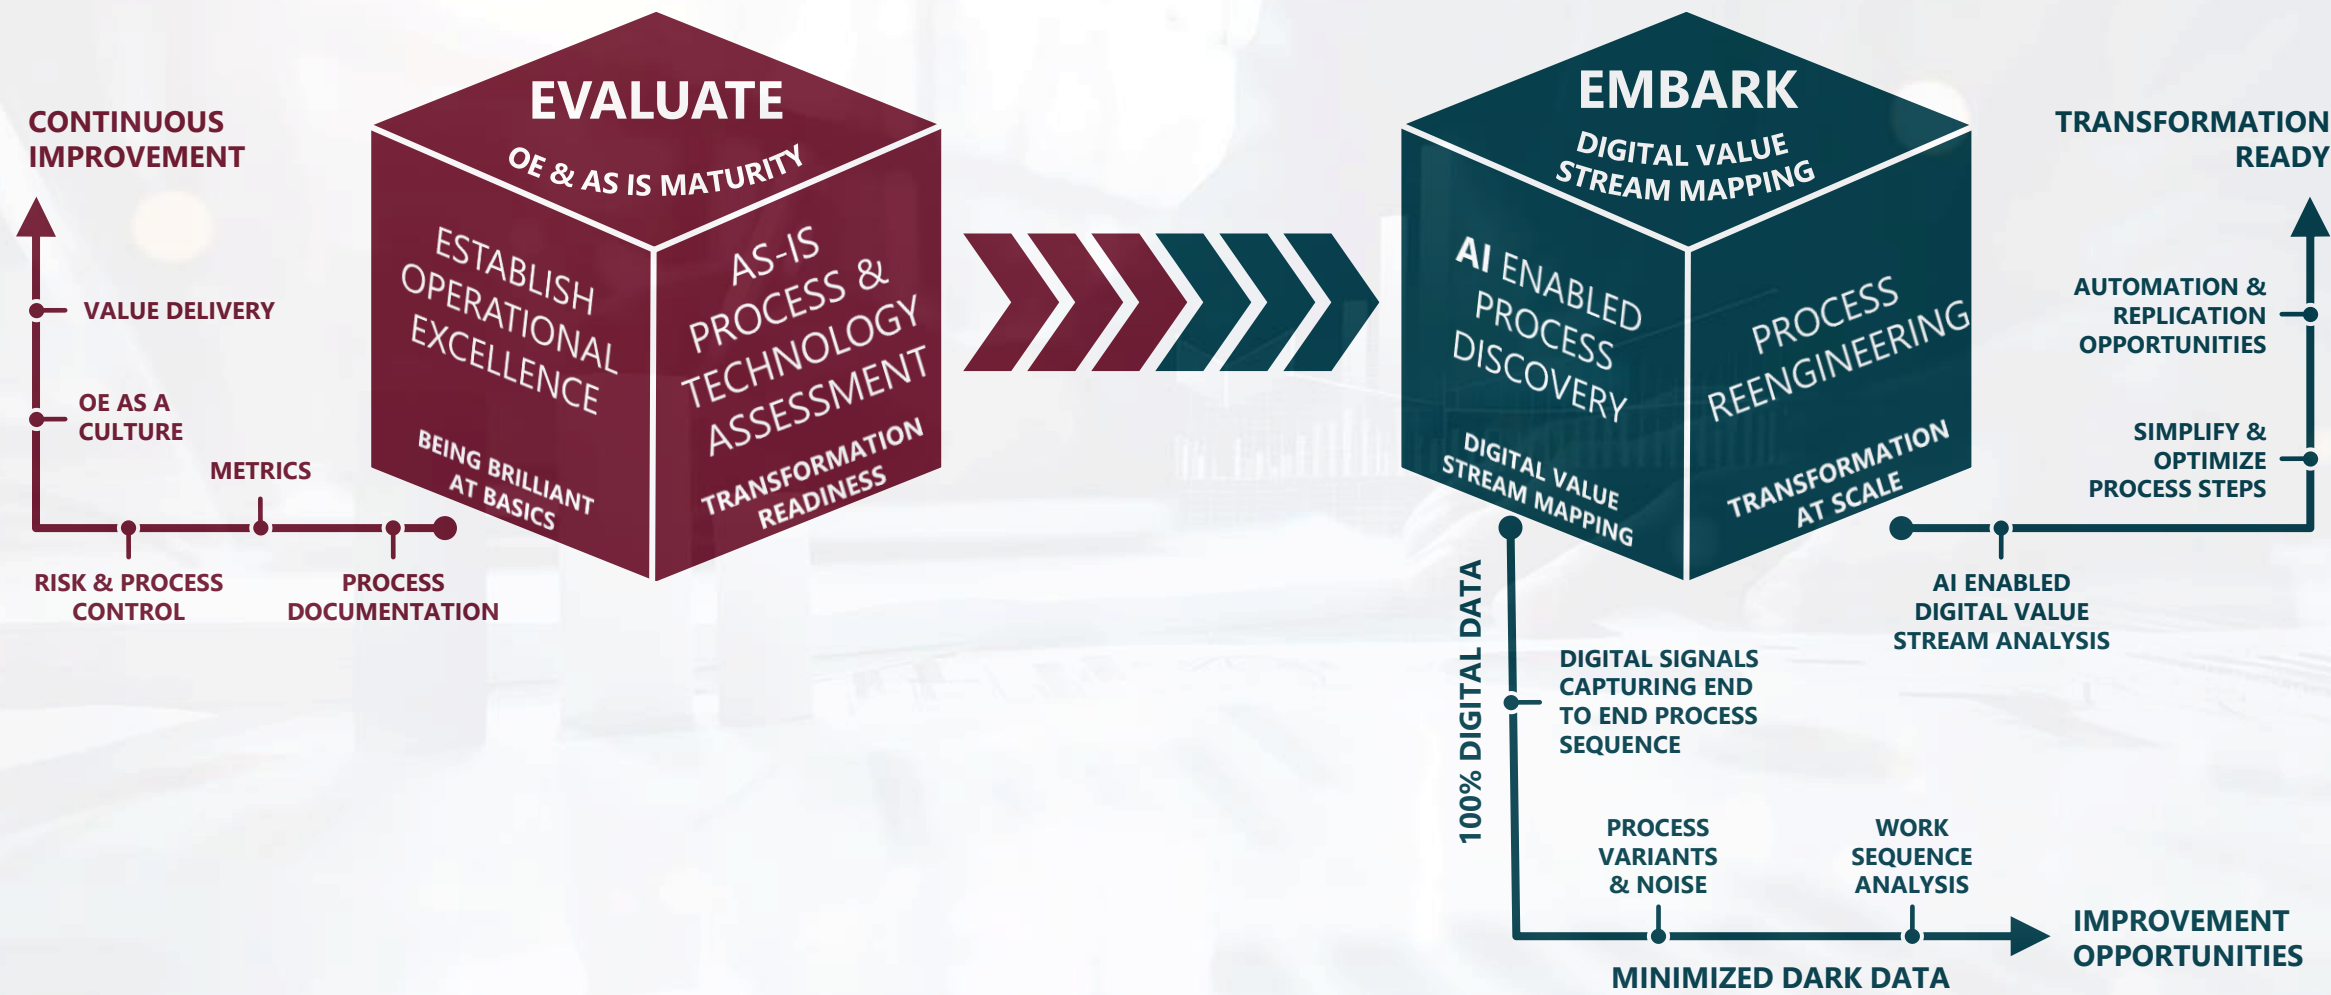 CONTINUOUS
IMPROVEMENT
VALUE DELIVERY
OE AS A
CULTURE
METRICS
RISK & PROCESS
CONTROL
PROCESS
DOCUMENTATION
EVALUATE
OE & AS IS MATURITY
ESTABLISH
OPERATIONAL
EXCELLENCE
BEING BRILLIANT
AT BASICS
AS-IS
PROCESS &
TECHNOLOGY
ASSESSMENT
TRANSFORMATION
READINESS
EMBARK
DIGITAL VALUE
STREAM MAPPING
AI ENABLED
PROCESS
DISCOVERY
DIGITAL VALUE
STREAM MAPPING
PROCESS
REENGINEERING
TRANSFORMATION
AT SCALE
TRANSFORMATION
READY
AUTOMATION &
REPLICATION
OPPORTUNITIES
SIMPLIFY &
OPTIMIZE
PROCESS STEPS
AI ENABLED
DIGITAL VALUE
STREAM ANALYSIS
100% DIGITAL DATA
DIGITAL SIGNALS
CAPTURING END
TO END PROCESS
SEQUENCE
PROCESS
VARIANTS
& NOISE
WORK
SEQUENCE
ANALYSIS
IMPROVEMENT
OPPORTUNITIES
MINIMIZED DARK DATA